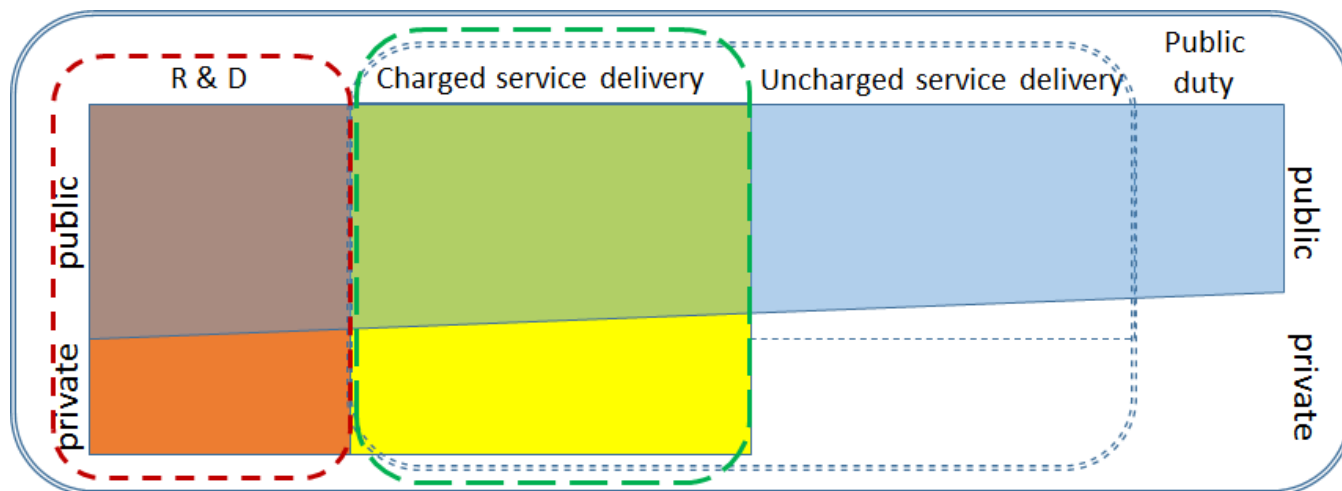 R & D
Charged service delivery
Uncharged service delivery
Public
duty
public
private
public
private